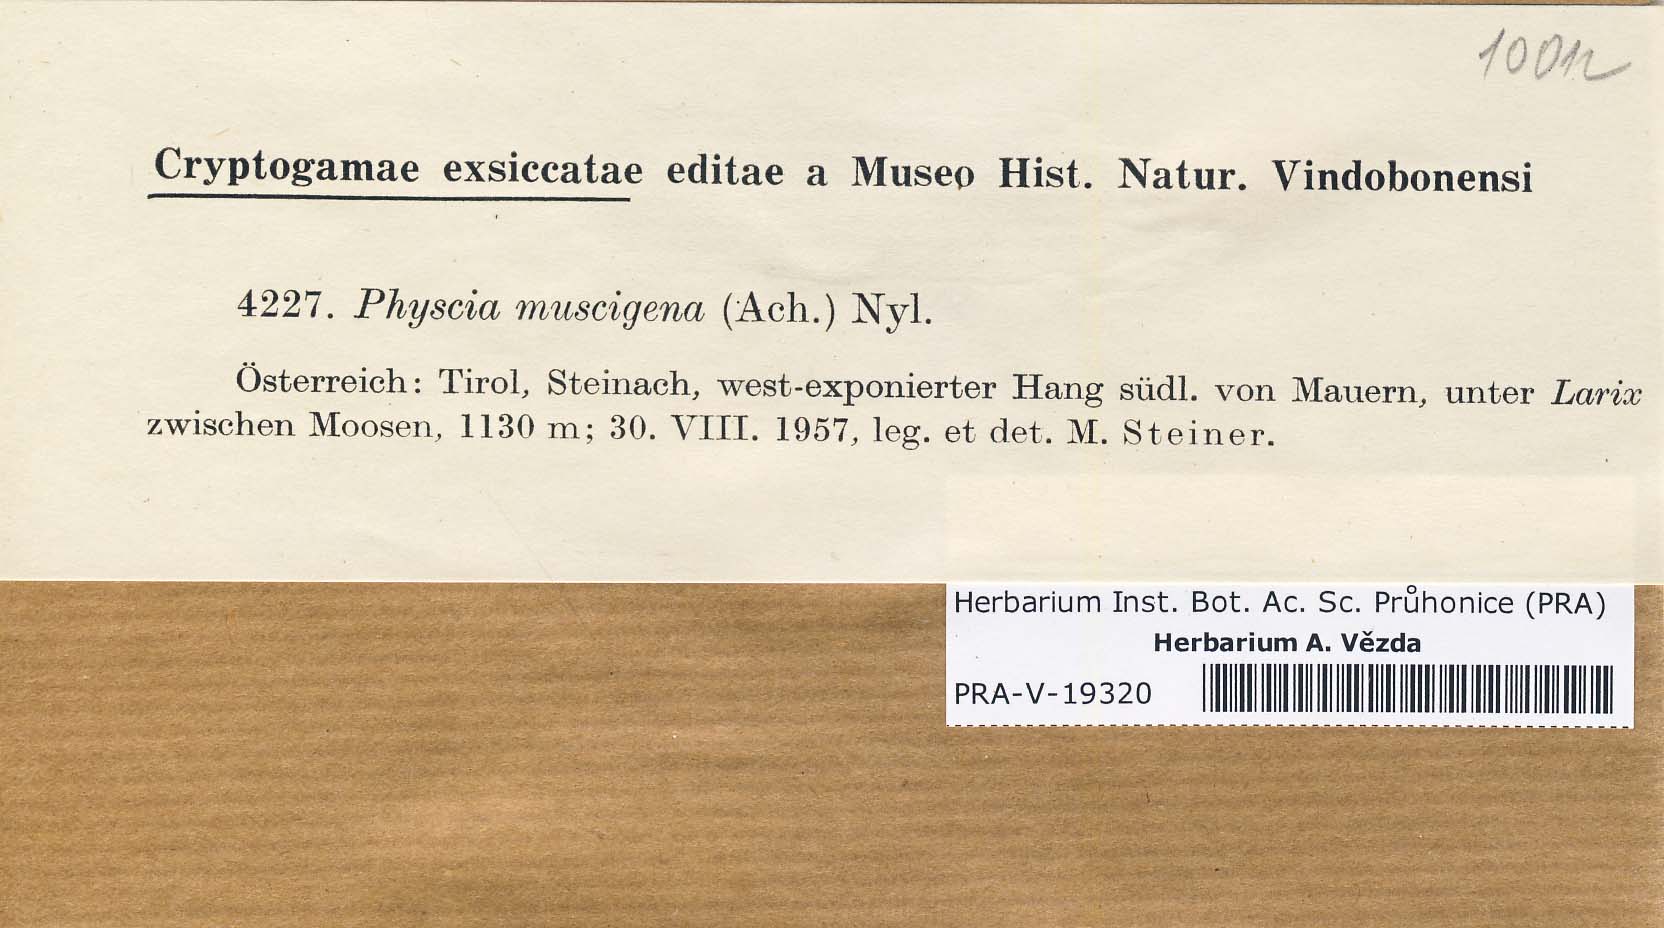 Cryptogamae exsiccatae editae a Museo Hist. Natur. Vindobonensi
4227. Physcia muscigena (Ach.) Nyl.
Österreich: Tirol, Steinach, west-exponierter Hang südl. von Mauern, unter Larix
zwischen Moosen, 1130 m; 30. VIII. 1957, leg. et det. M. Steiner.
Herbarium Inst. Bot. Ac. Sc. Průhonice (PRA)
Herbarium A. Vězda
PRA-V-19320